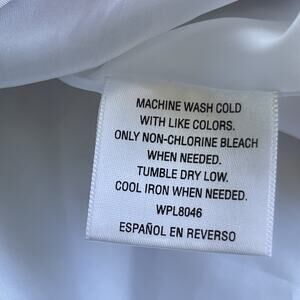 MACHINE WASH COLD
WITH LIKE COLORS.
ONLY NON-CHLORINE BLEACH
WHEN NEEDED.
TUMBLE DRY LOW.
COOL IRON WHEN NEEDED.
WPL8046
ESPAÑOL EN REVERSO